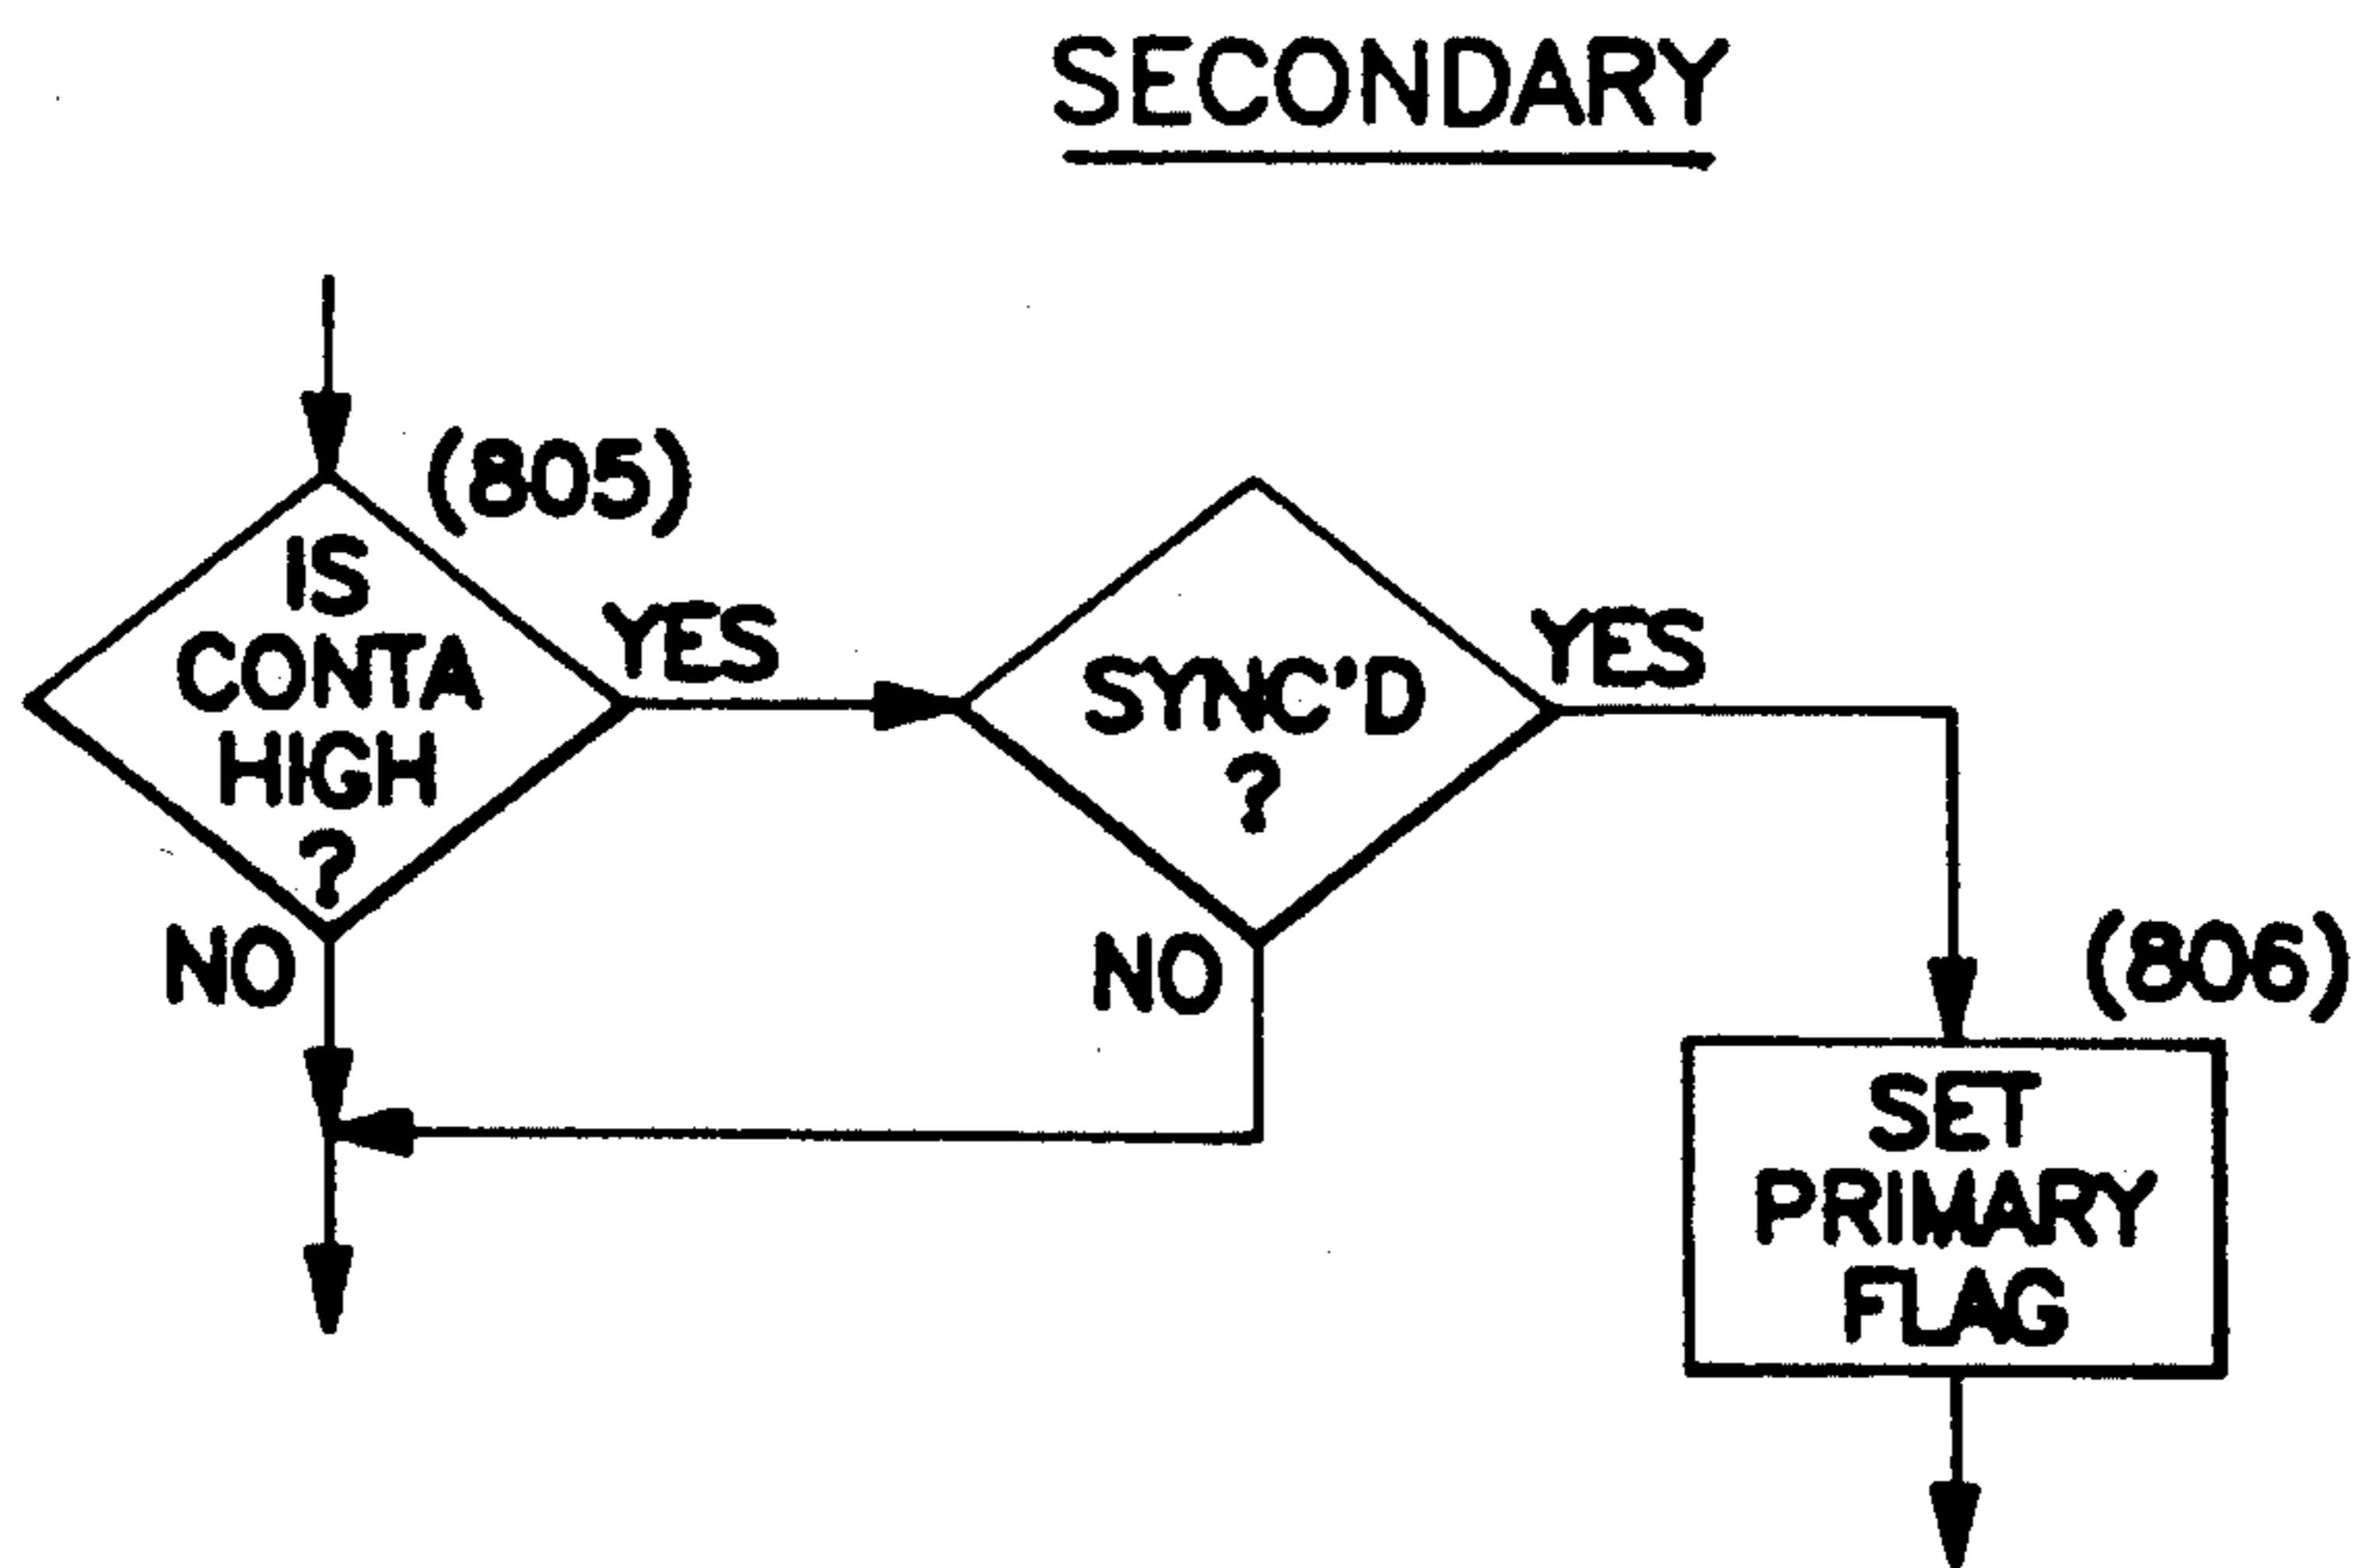 SECONDARY
(805)
IS
CONTA
HIGH
?
YES
NO
SYNC'D
?
YES
NO
(806)
SET
PRIMARY
FLAG